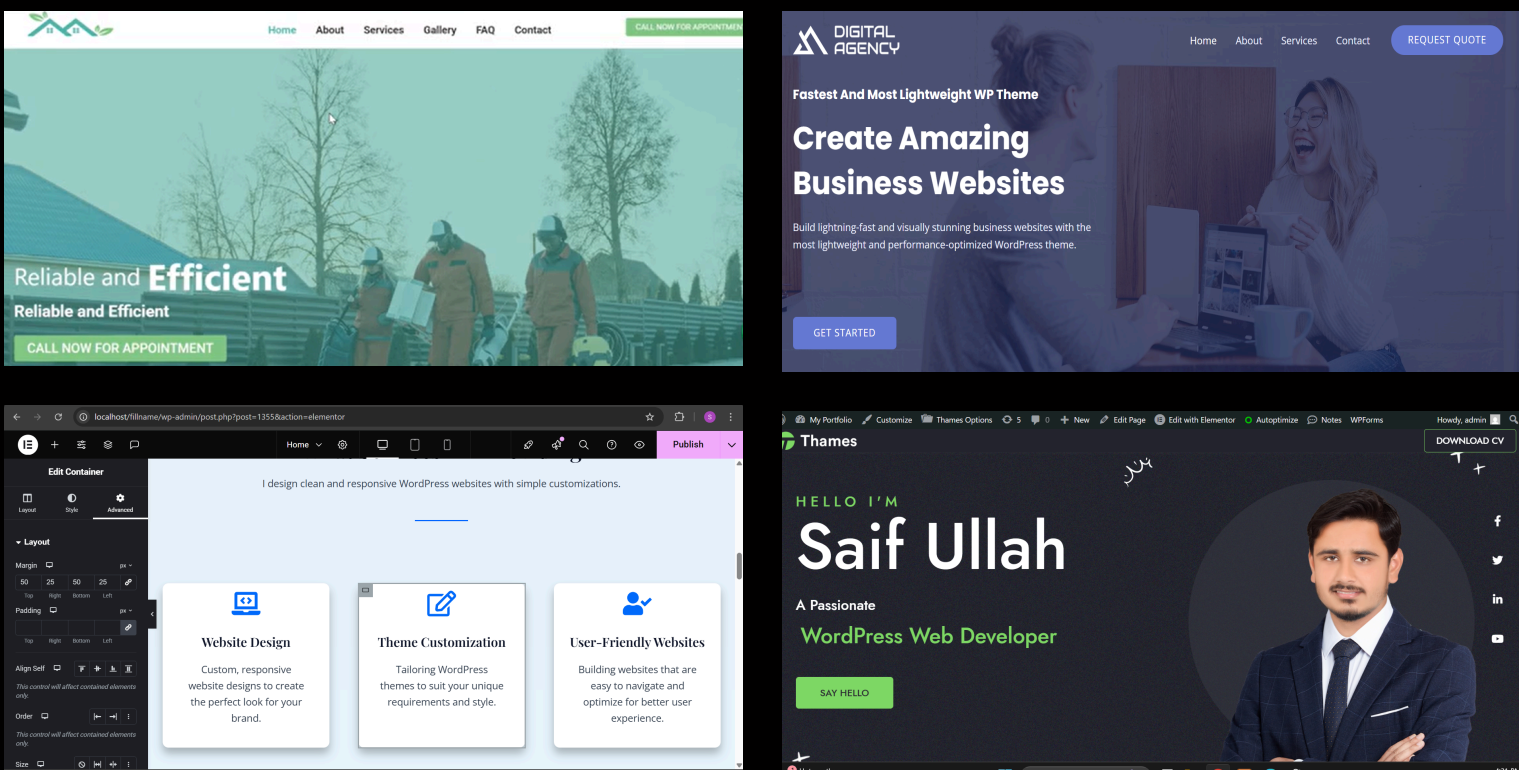 Home About Services Gallery FAQ Contact
CALL NOW FOR APPOINTMEN
Reliable and Efficient
Reliable and Efficient
CALL NOW FOR APPOINTMENT
DIGITAL
AGENCY
Home About Services Contact REQUEST QUOTE
Fastest And Most Lightweight WP Theme
Create Amazing
Business Websites
Build lightning-fast and visually stunning business websites with the
most lightweight and performance-optimized WordPress theme.
GET STARTED
localhost/fillname/wp-admin/post.php?post=1355&action=elementor
S
Home
Publish
Edit Container
Layout Style Advanced
Layout
Margin px
50 25 50 25
Top Right Bottom Left
Padding px
Top Right Bottom Left
Align Self
This control will affect contained elements
only.
Order
This control will affect contained elements
only.
Size
I design clean and responsive WordPress websites with simple customizations.
Website Design
Custom, responsive
website designs to create
the perfect look for your
brand.
Theme Customization
Tailoring WordPress
themes to suit your unique
requirements and style.
User-Friendly Websites
Building websites that are
easy to navigate and
optimize for better user
experience.
My Portfolio Customize Thames Options 5 0 New Edit Page Edit with Elementor Autoptimize Notes WPForms Howdy, admin
Thames
DOWNLOAD CV
HELLO I'M
Saif Ullah
A Passionate
WordPress Web Developer
SAY HELLO